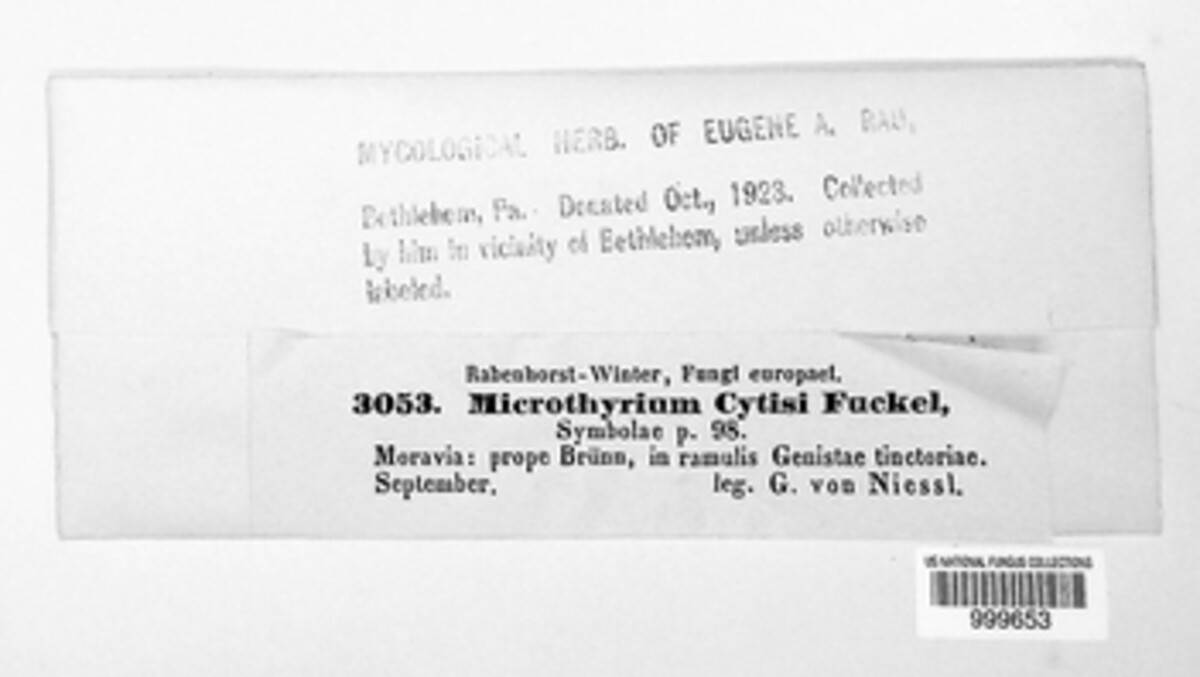 MYCOLOGICAL HERB. OF EUGENE A. RAU,
Bethlehem, Pa. Donated Oct., 1923. Collected
by him in vicinity of Bethlehem, unless otherwise
labeled.
Rabenhorst-Winter, Fungi europaei.
3053. Microthyrium Cytisi Fuckel,
Symbolae p. 98.
Moravia: prope Brünn, in ramulis Genistae tinctoriae.
September. leg. G. von Niessl.
US NATIONAL FUNGUS COLLECTIONS
999653